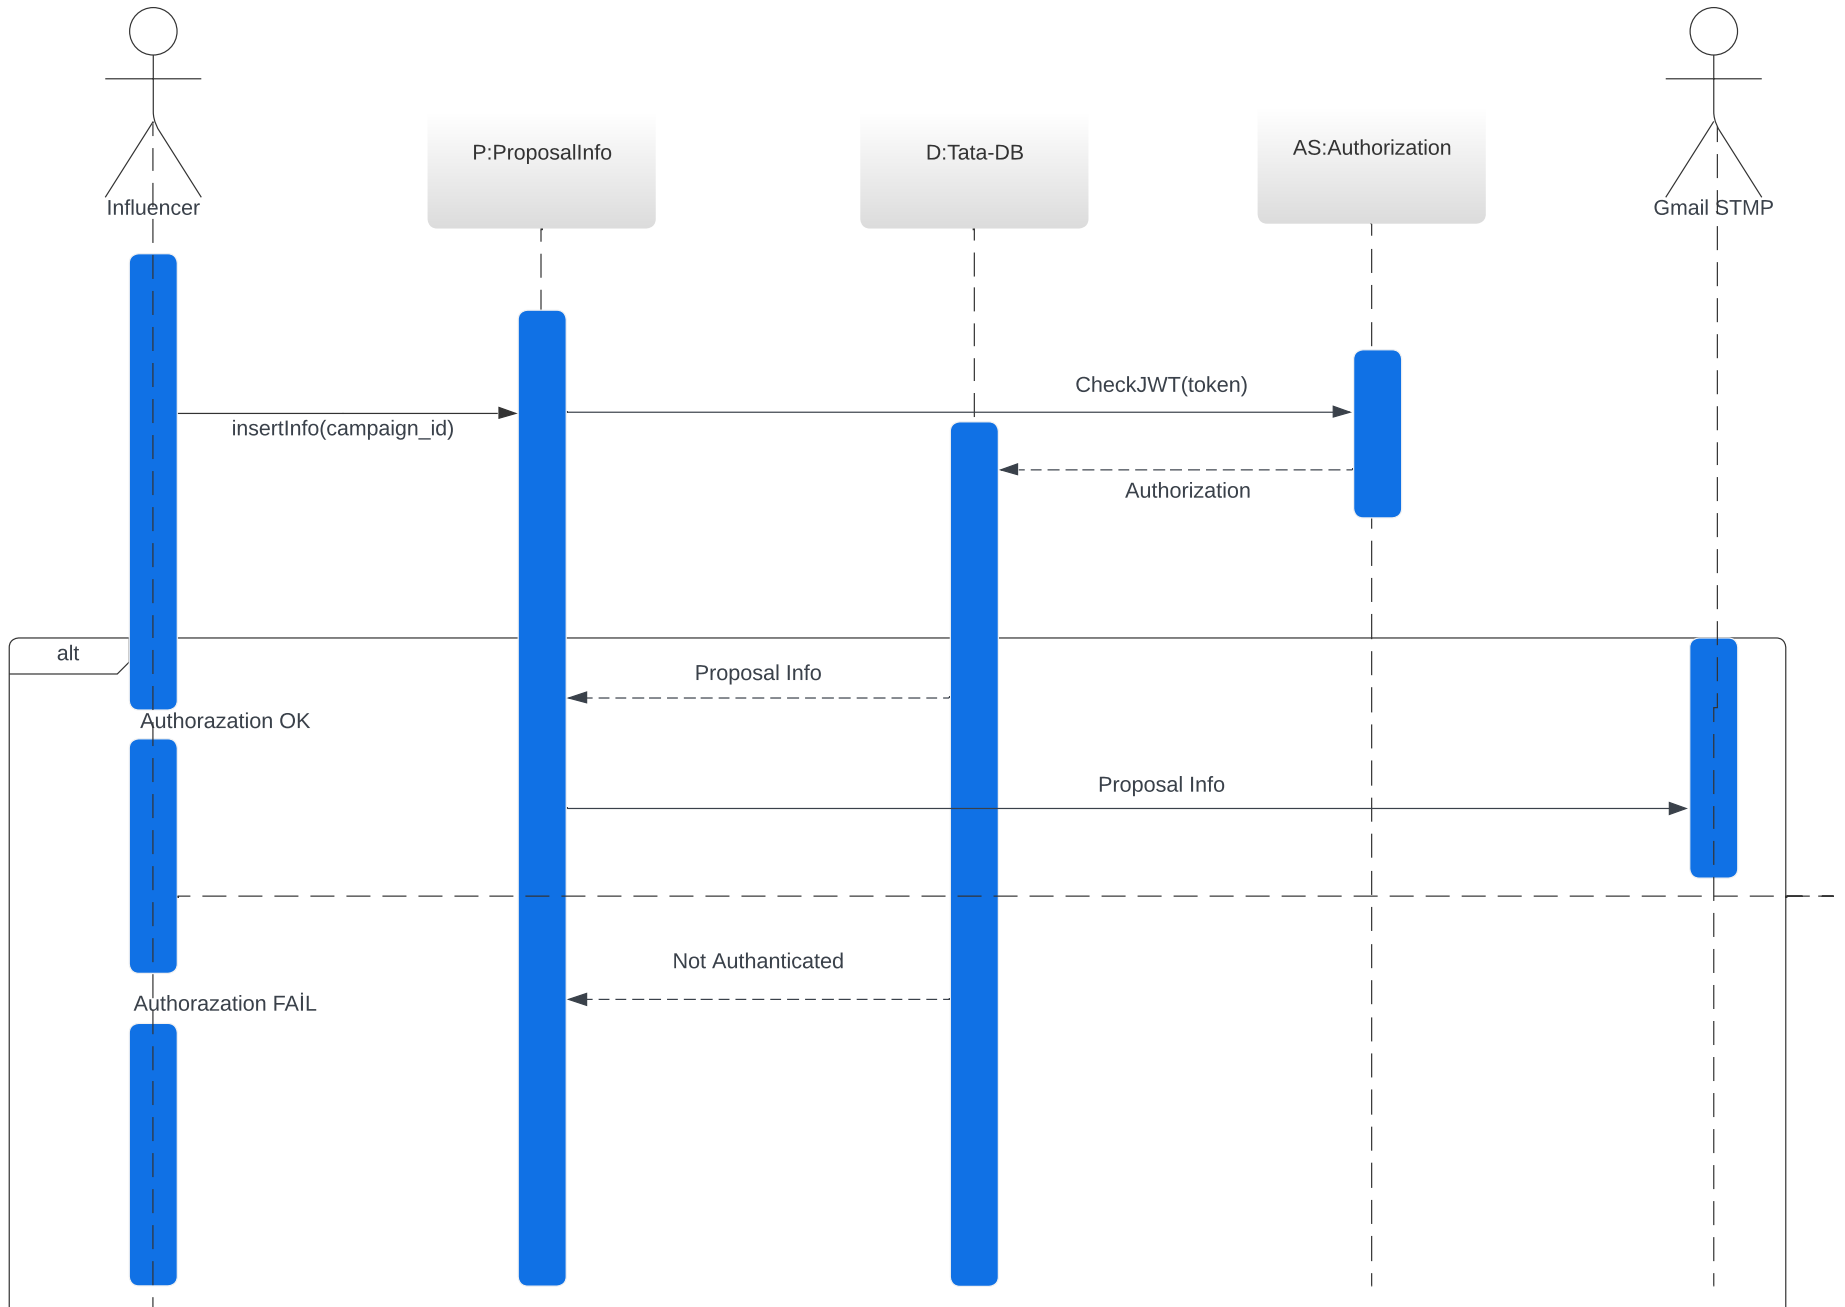 Influencer
P:ProposalInfo
D:Tata-DB
AS:Authorization
Gmail STMP
CheckJWT(token)
insertInfo(campaign_id)
Authorization
alt
Proposal Info
Authorazation OK
Proposal Info
Not Authanticated
Authorazation FAİL